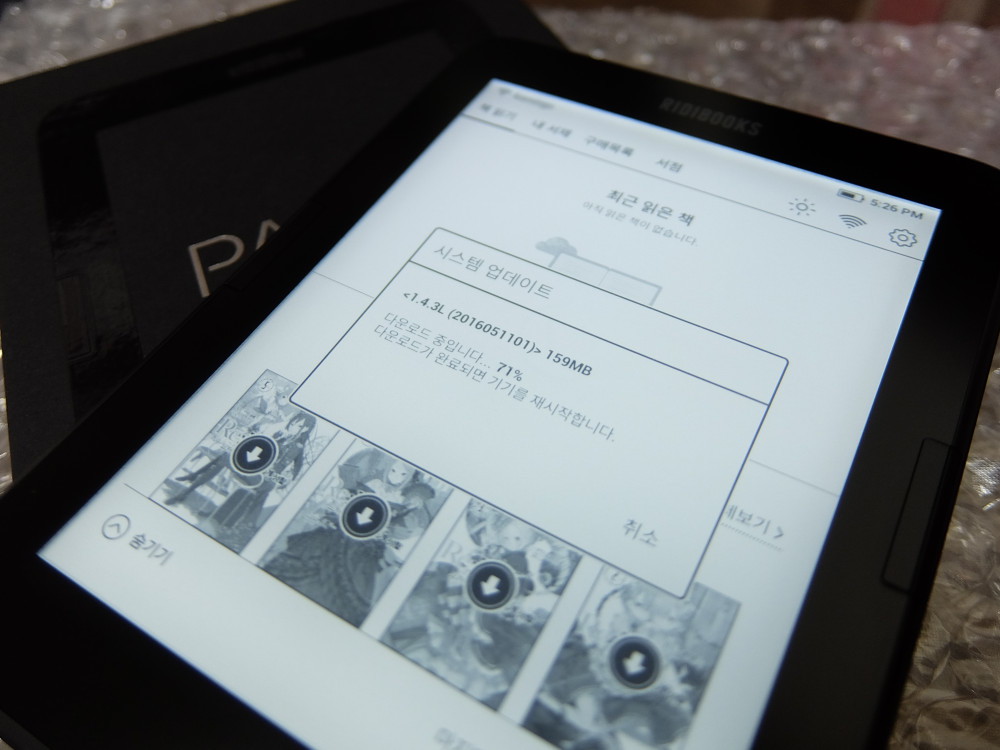 RIDIBOOKS
5:26 PM
책 읽기 내 서재 구매목록 서점
최근 읽은 책
아직 읽은 책이 없습니다.
시스템 업데이트
<1.4.3L (2016051101)> 159MB
다운로드 중입니다... 71%
다운로드가 완료되면 기기를 재시작합니다.
취소
보기 >
숨기기
PA